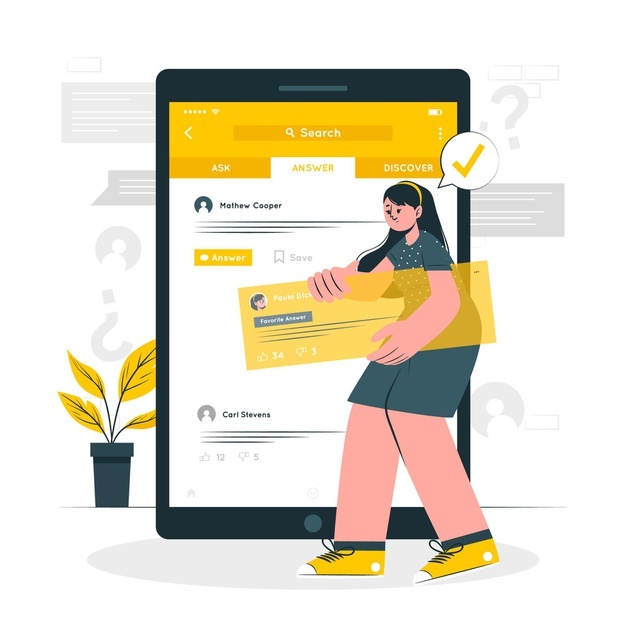 Search
ASK ANSWER DISCOVER
Mathew Cooper
Answer Save
Favorite Answer
34 3
Carl Stevens
12 5